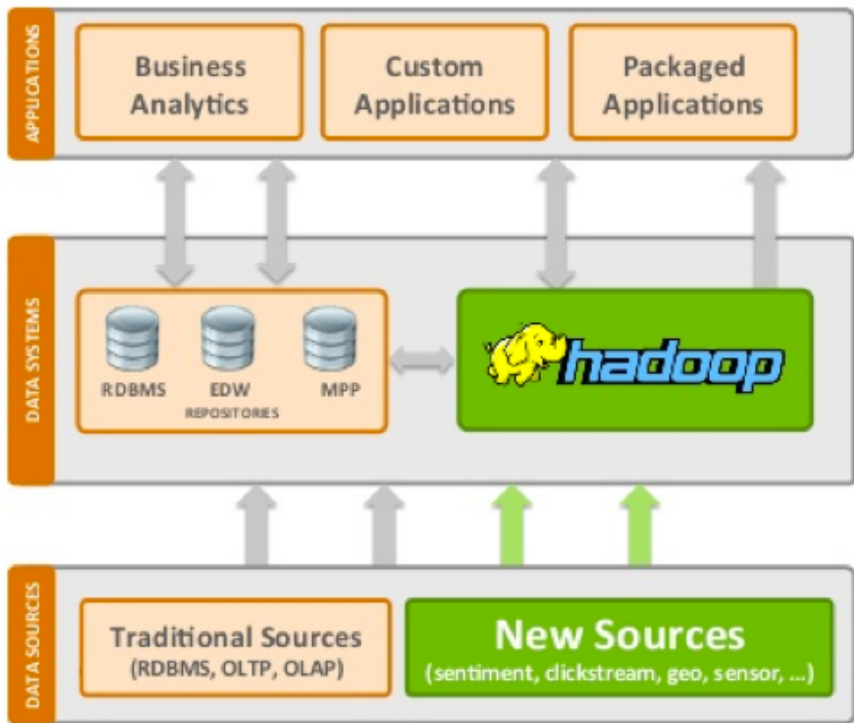 APPLICATIONS
Business
Analytics
Custom
Applications
Packaged
Applications
DATA SYSTEMS
RDBMS
EDW
MPP
REPOSITORIES
hadoop
DATA SOURCES
Traditional Sources
(RDBMS, OLTP, OLAP)
New Sources
(sentiment, clickstream, geo, sensor, ...)